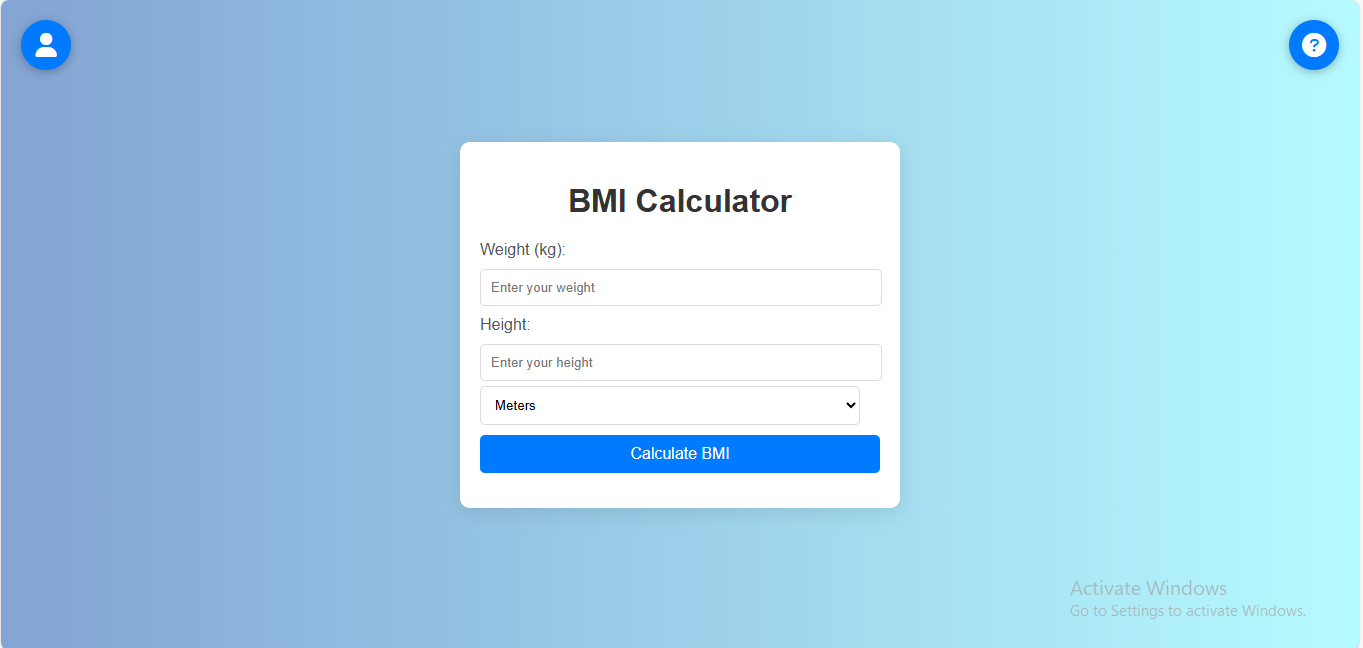 ?
BMI Calculator
Weight (kg):
Enter your weight
Height:
Enter your height
Meters
Calculate BMI
Activate Windows
Go to Settings to activate Windows.